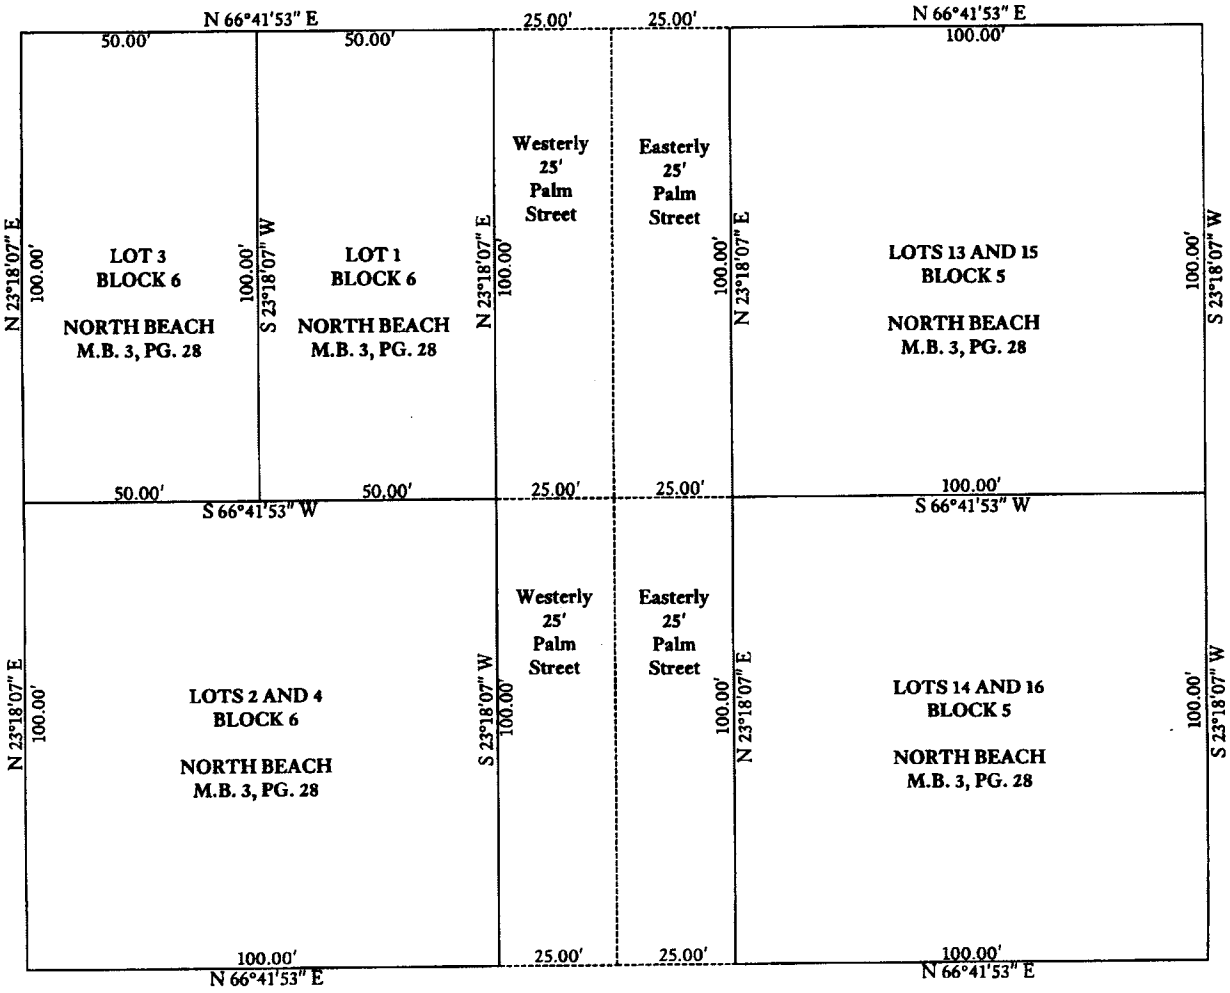 N 66°41'53" E
25.00'
25.00'
N 66°41'53" E
50.00'
50.00'
100.00'
Westerly
25'
Palm
Street
Easterly
25'
Palm
Street
N 23°18'07" E
100.00'
LOT 3
BLOCK 6
NORTH BEACH
M.B. 3, PG. 28
100.00'
S 23°18'07" W
LOT 1
BLOCK 6
NORTH BEACH
M.B. 3, PG. 28
N 23°18'07" E
100.00'
100.00'
N 23°18'07" E
LOTS 13 AND 15
BLOCK 5
NORTH BEACH
M.B. 3, PG. 28
100.00'
S 23°18'07" W
50.00'
50.00'
25.00'
25.00'
100.00'
S 66°41'53" W
S 66°41'53" W
Westerly
25'
Palm
Street
Easterly
25'
Palm
Street
N 23°18'07" E
100.00'
LOTS 2 AND 4
BLOCK 6
NORTH BEACH
M.B. 3, PG. 28
S 23°18'07" W
100.00'
100.00'
N 23°18'07" E
LOTS 14 AND 16
BLOCK 5
NORTH BEACH
M.B. 3, PG. 28
100.00'
S 23°18'07" W
100.00'
25.00'
25.00'
100.00'
N 66°41'53" E
N 66°41'53" E